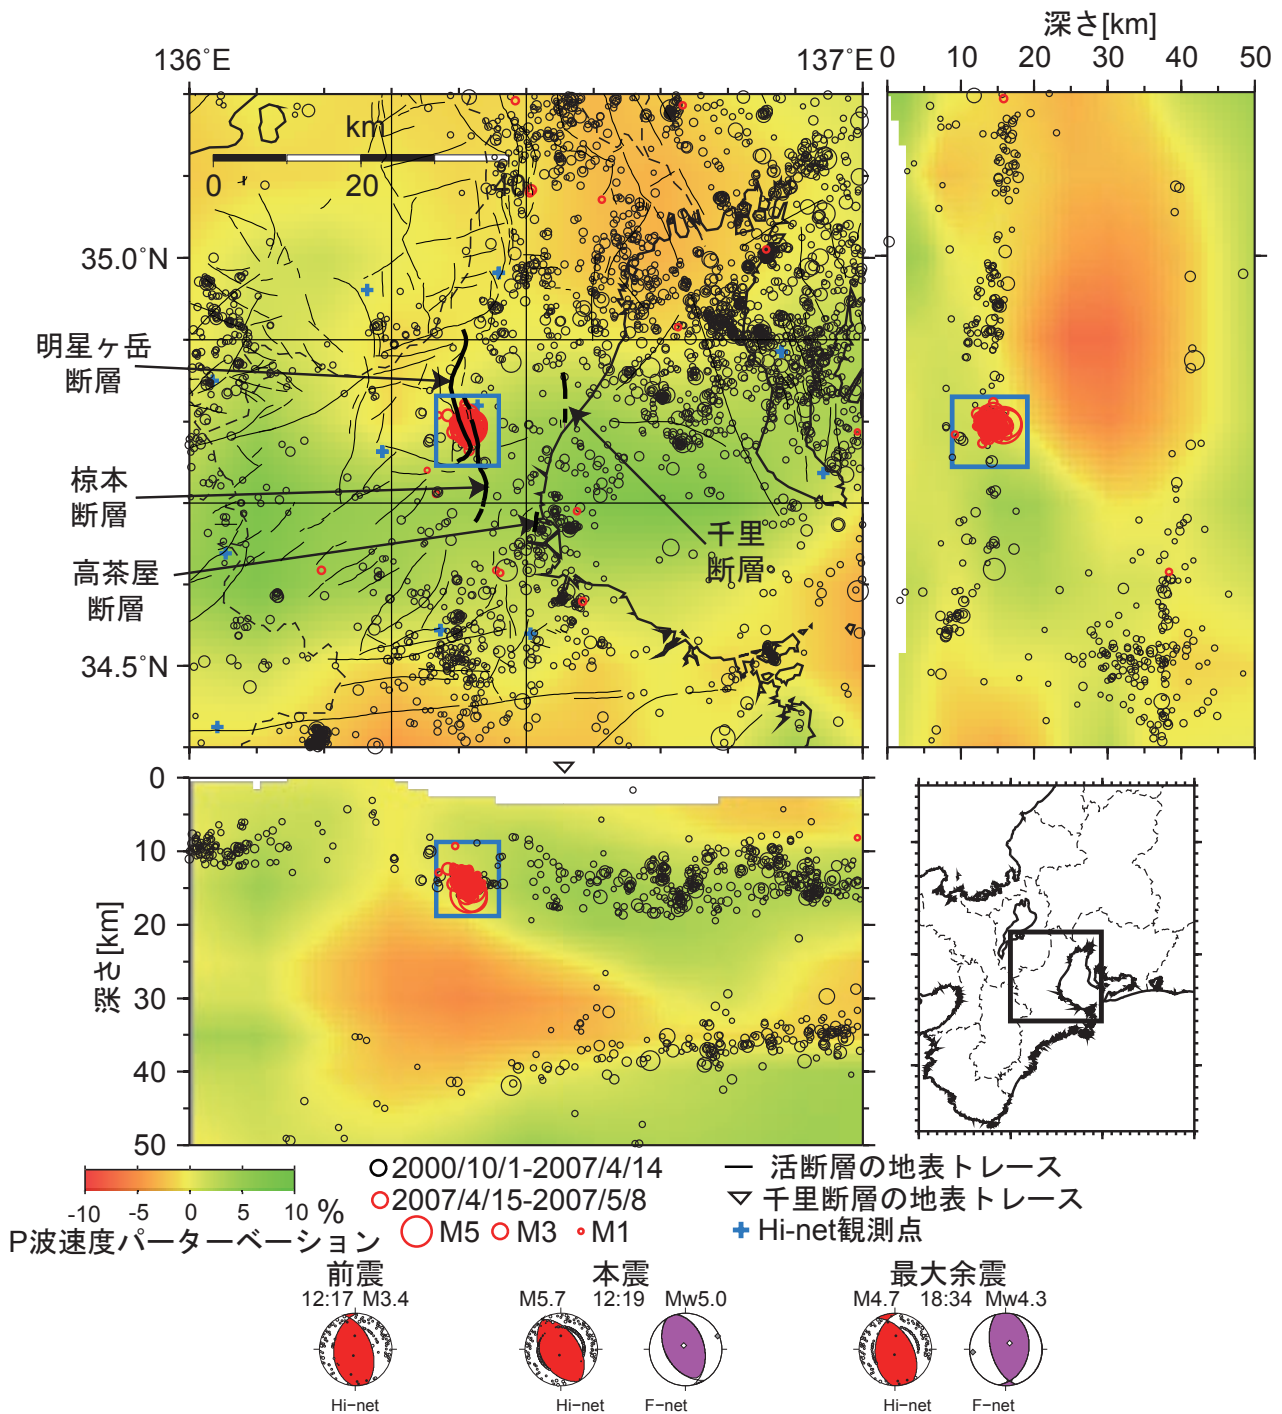 深さ[km]
136°E
137°E
0 10 20 30 40 50
km
0 20 40
35.0°N
明星ヶ岳
断層
椋本
断層
千里
断層
高茶屋
断層
34.5°N
0
10
20
30
40
50
深さ[km]
-10 -5 0 5 10 %
P波速度パーターベーション
2000/10/1-2007/4/14
2007/4/15-2007/5/8
M5 M3 M1
活断層の地表トレース
千里断層の地表トレース
Hi-net観測点
前震
12:17 M3.4
Hi-net
本震
M5.7 12:19 Mw5.0
Hi-net F-net
最大余震
M4.7 18:34 Mw4.3
Hi-net F-net